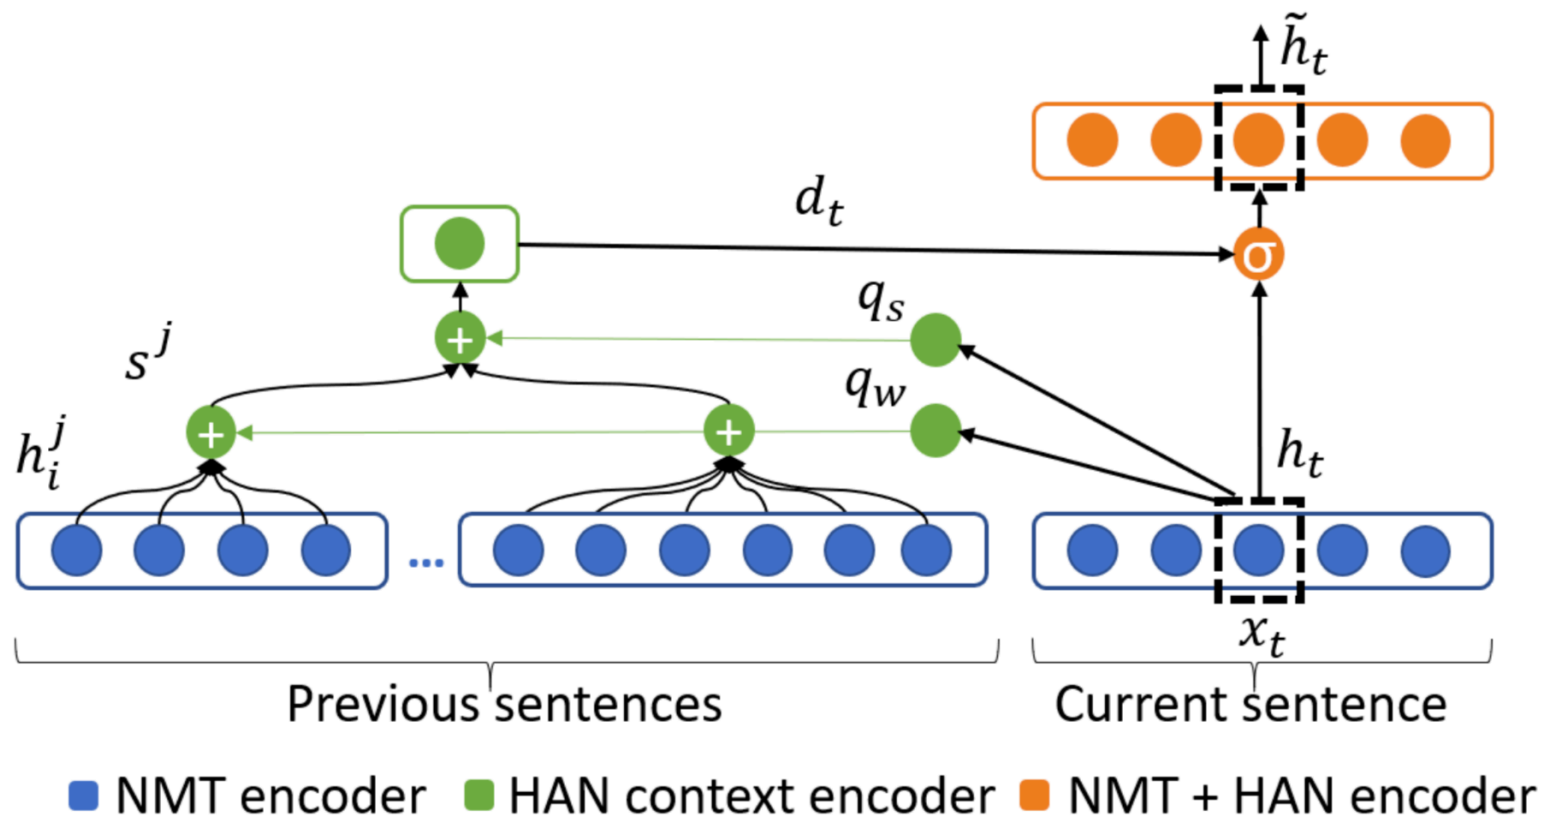 h̃_t
d_t
σ
q_s
+
s^j
q_w
+
+
h_i^j
h_t
...
x_t
Previous sentences
Current sentence
NMT encoder
HAN context encoder
NMT + HAN encoder